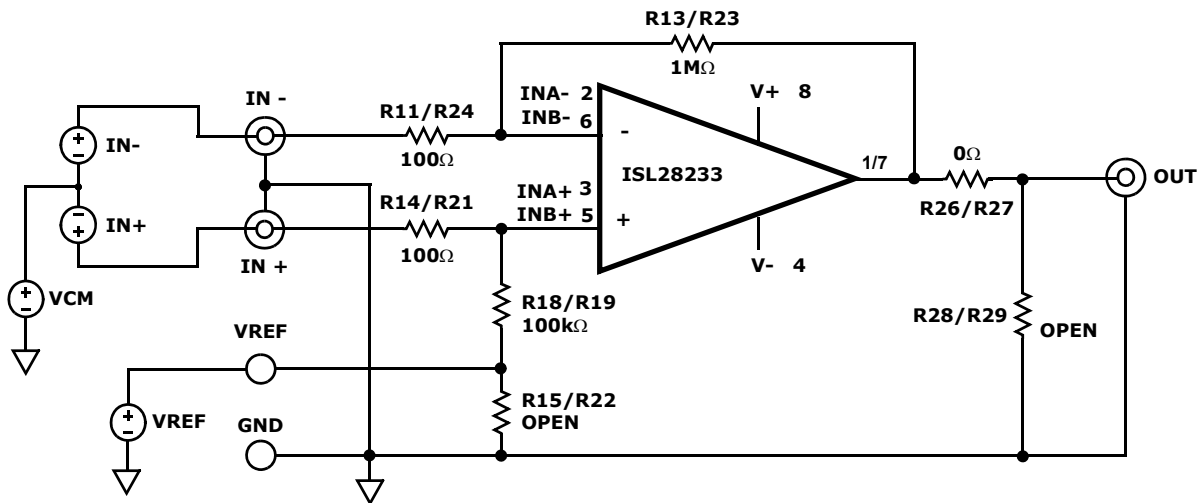 R13/R23
1MΩ
IN -
R11/R24
100Ω
INA- 2
INB- 6
-
V+ 8
IN-
+
−
ISL28233
1/7
0Ω
R26/R27
OUT
IN+
+
−
R14/R21
100Ω
INA+ 3
INB+ 5
+
IN +
V- 4
VCM
+
−
R18/R19
100kΩ
R28/R29
OPEN
VREF
VREF
+
−
R15/R22
OPEN
GND